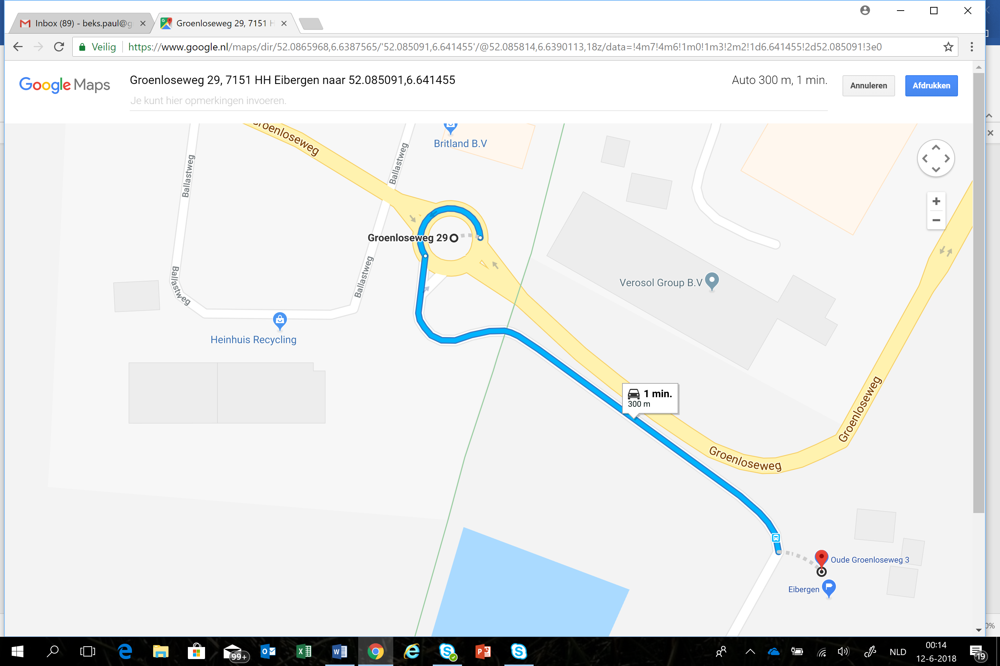 Inbox (89) - beks.paul@g
Groenloseweg 29, 7151 H
Veilig
https://www.google.nl/maps/dir/52.0865968,6.6387565/'52.085091,6.641455'/@52.085814,6.6390113,18z/data=!4m7!4m6!1m0!1m3!2m2!1d6.641455!2d52.085091!3e0
Google Maps
Groenloseweg 29, 7151 HH Eibergen naar 52.085091,6.641455
Auto 300 m, 1 min.
Annuleren
Afdrukken
Je kunt hier opmerkingen invoeren.
Groenloseweg
Britland B.V
Ballastweg
Ballastweg
Groenloseweg 29
Ballastweg
Ballastweg
Verosol Group B.V
Heinhuis Recycling
1 min.
300 m
Groenloseweg
Groenloseweg
Oude Groenloseweg 3
Eibergen
0%
99+
NLD
00:14
12-6-2018
19